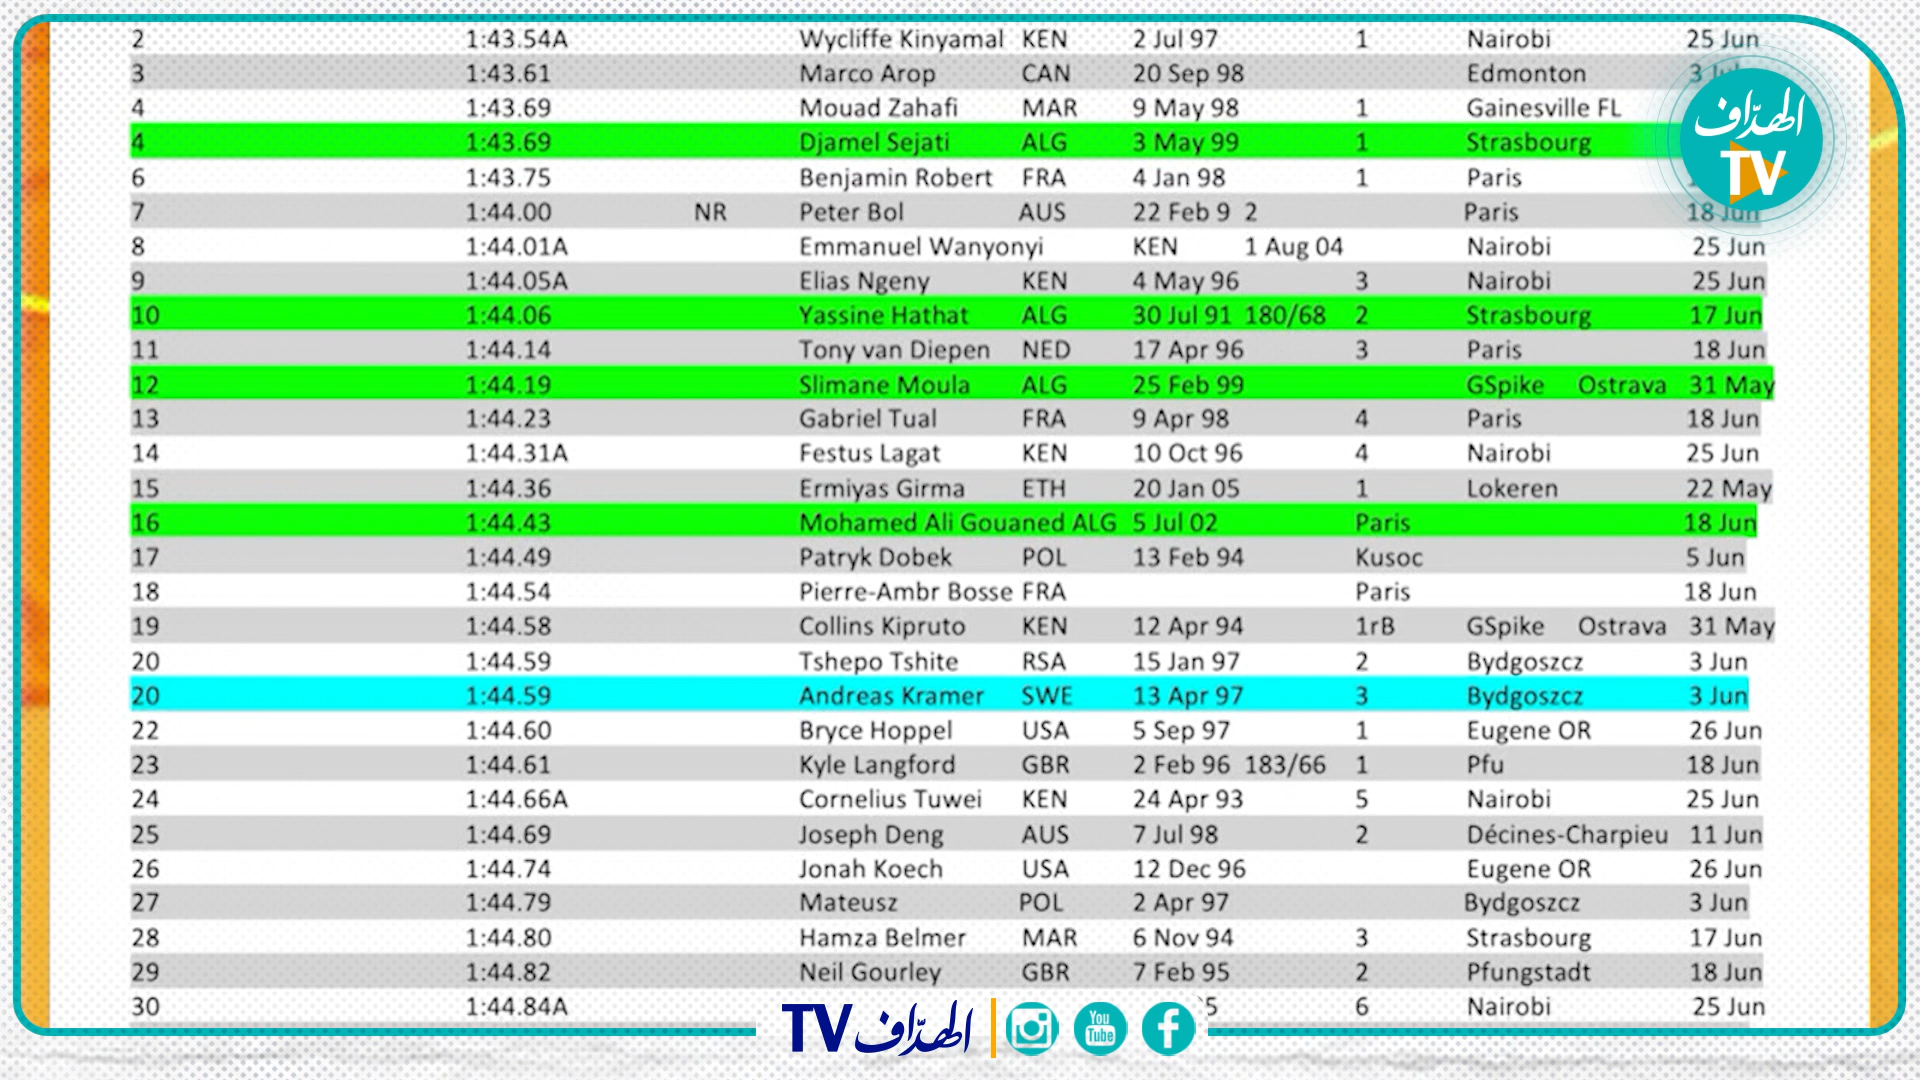 2 1:43.54A Wycliffe Kinyamal KEN 2 Jul 97 1 Nairobi 25 Jun
3 1:43.61 Marco Arop CAN 20 Sep 98 Edmonton 3 Jul
4 1:43.69 Mouad Zahafi MAR 9 May 98 1 Gainesville FL
4 1:43.69 Djamel Sejati ALG 3 May 99 1 Strasbourg
الهدّاف
TV
6 1:43.75 Benjamin Robert FRA 4 Jan 98 1 Paris
7 1:44.00 NR Peter Bol AUS 22 Feb 9 2 Paris 18 Jun
8 1:44.01A Emmanuel Wanyonyi KEN 1 Aug 04 Nairobi 25 Jun
9 1:44.05A Elias Ngeny KEN 4 May 96 3 Nairobi 25 Jun
10 1:44.06 Yassine Hathat ALG 30 Jul 91 180/68 2 Strasbourg 17 Jun
11 1:44.14 Tony van Diepen NED 17 Apr 96 3 Paris 18 Jun
12 1:44.19 Slimane Moula ALG 25 Feb 99 GSpike Ostrava 31 May
13 1:44.23 Gabriel Tual FRA 9 Apr 98 4 Paris 18 Jun
14 1:44.31A Festus Lagat KEN 10 Oct 96 4 Nairobi 25 Jun
15 1:44.36 Ermiyas Girma ETH 20 Jan 05 1 Lokeren 22 May
16 1:44.43 Mohamed Ali Gouaned ALG 5 Jul 02 Paris 18 Jun
17 1:44.49 Patryk Dobek POL 13 Feb 94 Kusoc 5 Jun
18 1:44.54 Pierre-Ambr Bosse FRA Paris 18 Jun
19 1:44.58 Collins Kipruto KEN 12 Apr 94 1rB GSpike Ostrava 31 May
20 1:44.59 Tshepo Tshite RSA 15 Jan 97 2 Bydgoszcz 3 Jun
20 1:44.59 Andreas Kramer SWE 13 Apr 97 3 Bydgoszcz 3 Jun
22 1:44.60 Bryce Hoppel USA 5 Sep 97 1 Eugene OR 26 Jun
23 1:44.61 Kyle Langford GBR 2 Feb 96 183/66 1 Pfu 18 Jun
24 1:44.66A Cornelius Tuwei KEN 24 Apr 93 5 Nairobi 25 Jun
25 1:44.69 Joseph Deng AUS 7 Jul 98 2 Décines-Charpieu 11 Jun
26 1:44.74 Jonah Koech USA 12 Dec 96 Eugene OR 26 Jun
27 1:44.79 Mateusz POL 2 Apr 97 Bydgoszcz 3 Jun
28 1:44.80 Hamza Belmer MAR 6 Nov 94 3 Strasbourg 17 Jun
29 1:44.82 Neil Gourley GBR 7 Feb 95 2 Pfungstadt 18 Jun
30 1:44.84A 5 6 Nairobi 25 Jun
TV الهدّاف You Tube